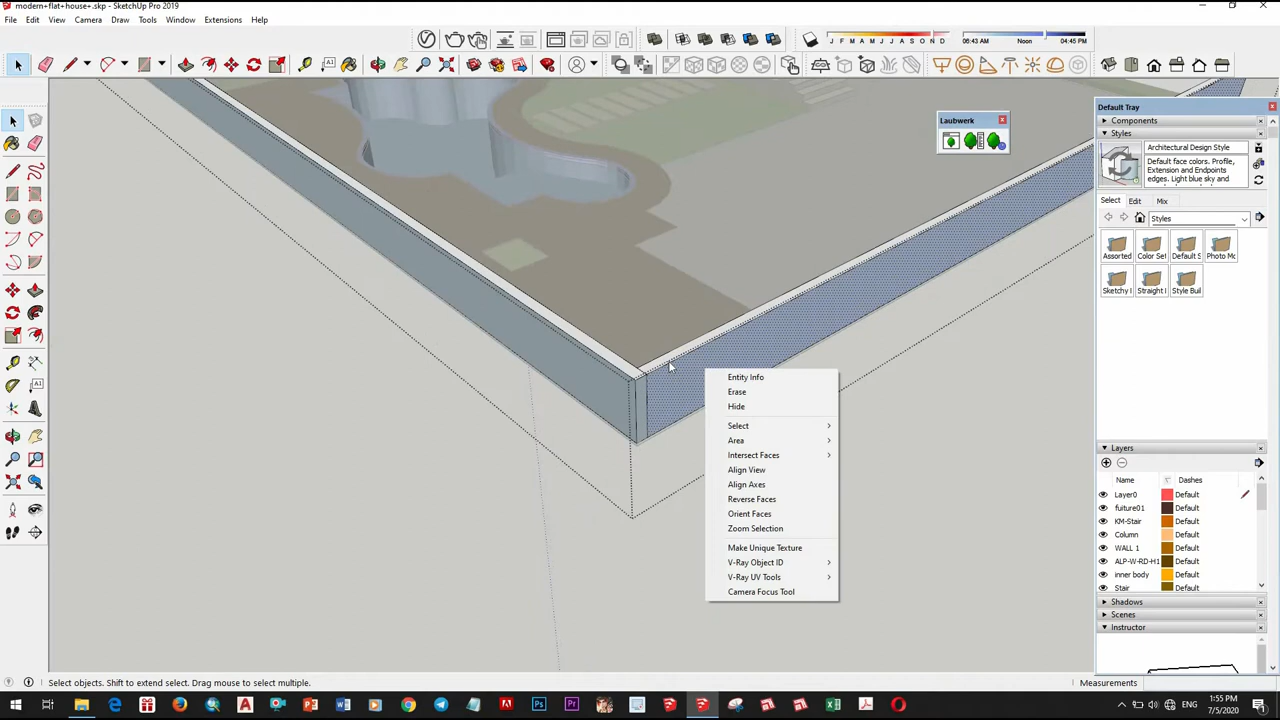 modern+flat+house+.skp - SketchUp Pro 2019
File Edit View Camera Draw Tools Window Extensions Help
J F M A M J J A S O N D
06:43 AM Noon 04:45 PM
Laubwerk
Default Tray
Components
Styles
Architectural Design Style
Default face colors. Profile,
Extension and Endpoints
edges. Light blue sky and
Select Edit Mix
Styles
Assorted Color Set Default S Photo Mo
Sketchy I Straight I Style Buil
Entity Info
Erase
Hide
Select
Area
Intersect Faces
Align View
Align Axes
Reverse Faces
Orient Faces
Zoom Selection
Make Unique Texture
V-Ray Object ID
V-Ray UV Tools
Camera Focus Tool
Layers
Name Dashes
Layer0 Default
fuiture01 Default
KM-Stair Default
Column Default
WALL 1 Default
ALP-W-RD-H1 Default
inner body Default
Stair Default
Shadows
Scenes
Instructor
Select objects. Shift to extend select. Drag mouse to select multiple.
Measurements
ENG
1:55 PM
7/5/2020